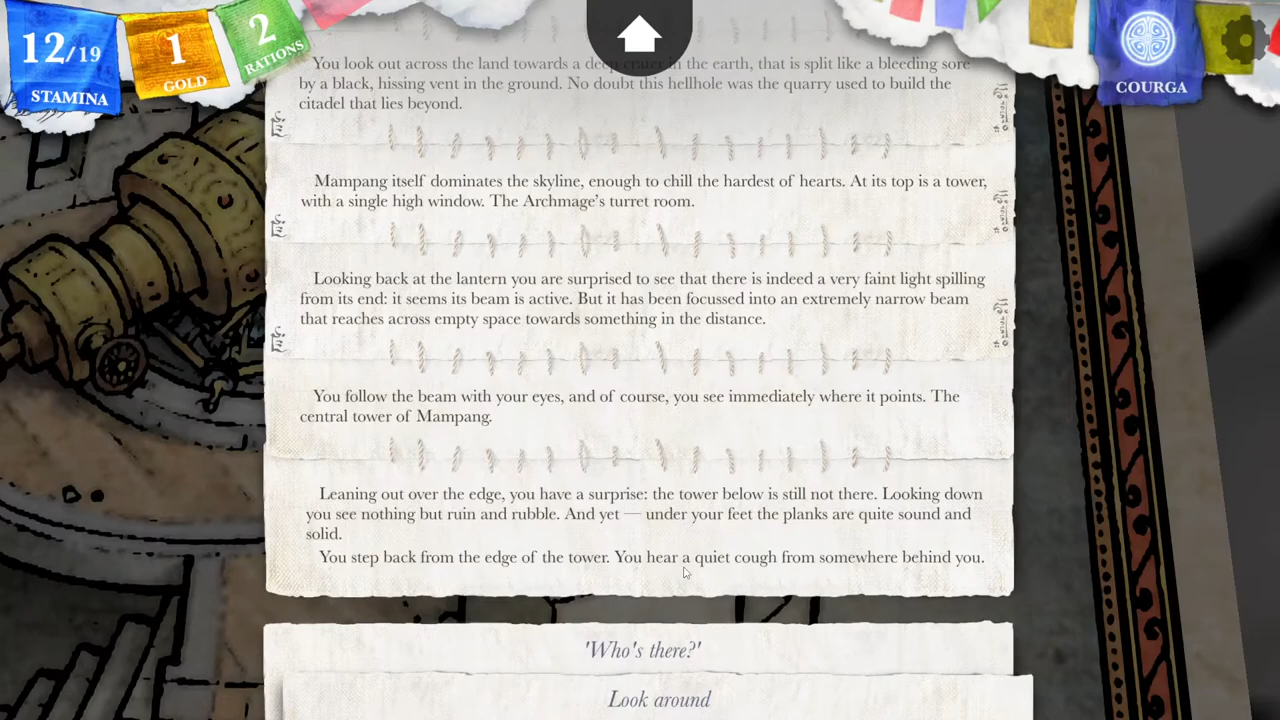 12/19
STAMINA
1
GOLD
2
RATIONS
COURGA
You look out across the land towards a deep crater in the earth, that is split like a bleeding sore
by a black, hissing vent in the ground. No doubt this hellhole was the quarry used to build the
citadel that lies beyond.
Mampang itself dominates the skyline, enough to chill the hardest of hearts. At its top is a tower,
with a single high window. The Archmage's turret room.
Looking back at the lantern you are surprised to see that there is indeed a very faint light spilling
from its end: it seems its beam is active. But it has been focussed into an extremely narrow beam
that reaches across empty space towards something in the distance.
You follow the beam with your eyes, and of course, you see immediately where it points. The
central tower of Mampang.
Leaning out over the edge, you have a surprise: the tower below is still not there. Looking down
you see nothing but ruin and rubble. And yet — under your feet the planks are quite sound and
solid.
You step back from the edge of the tower. You hear a quiet cough from somewhere behind you.
'Who's there?'
Look around